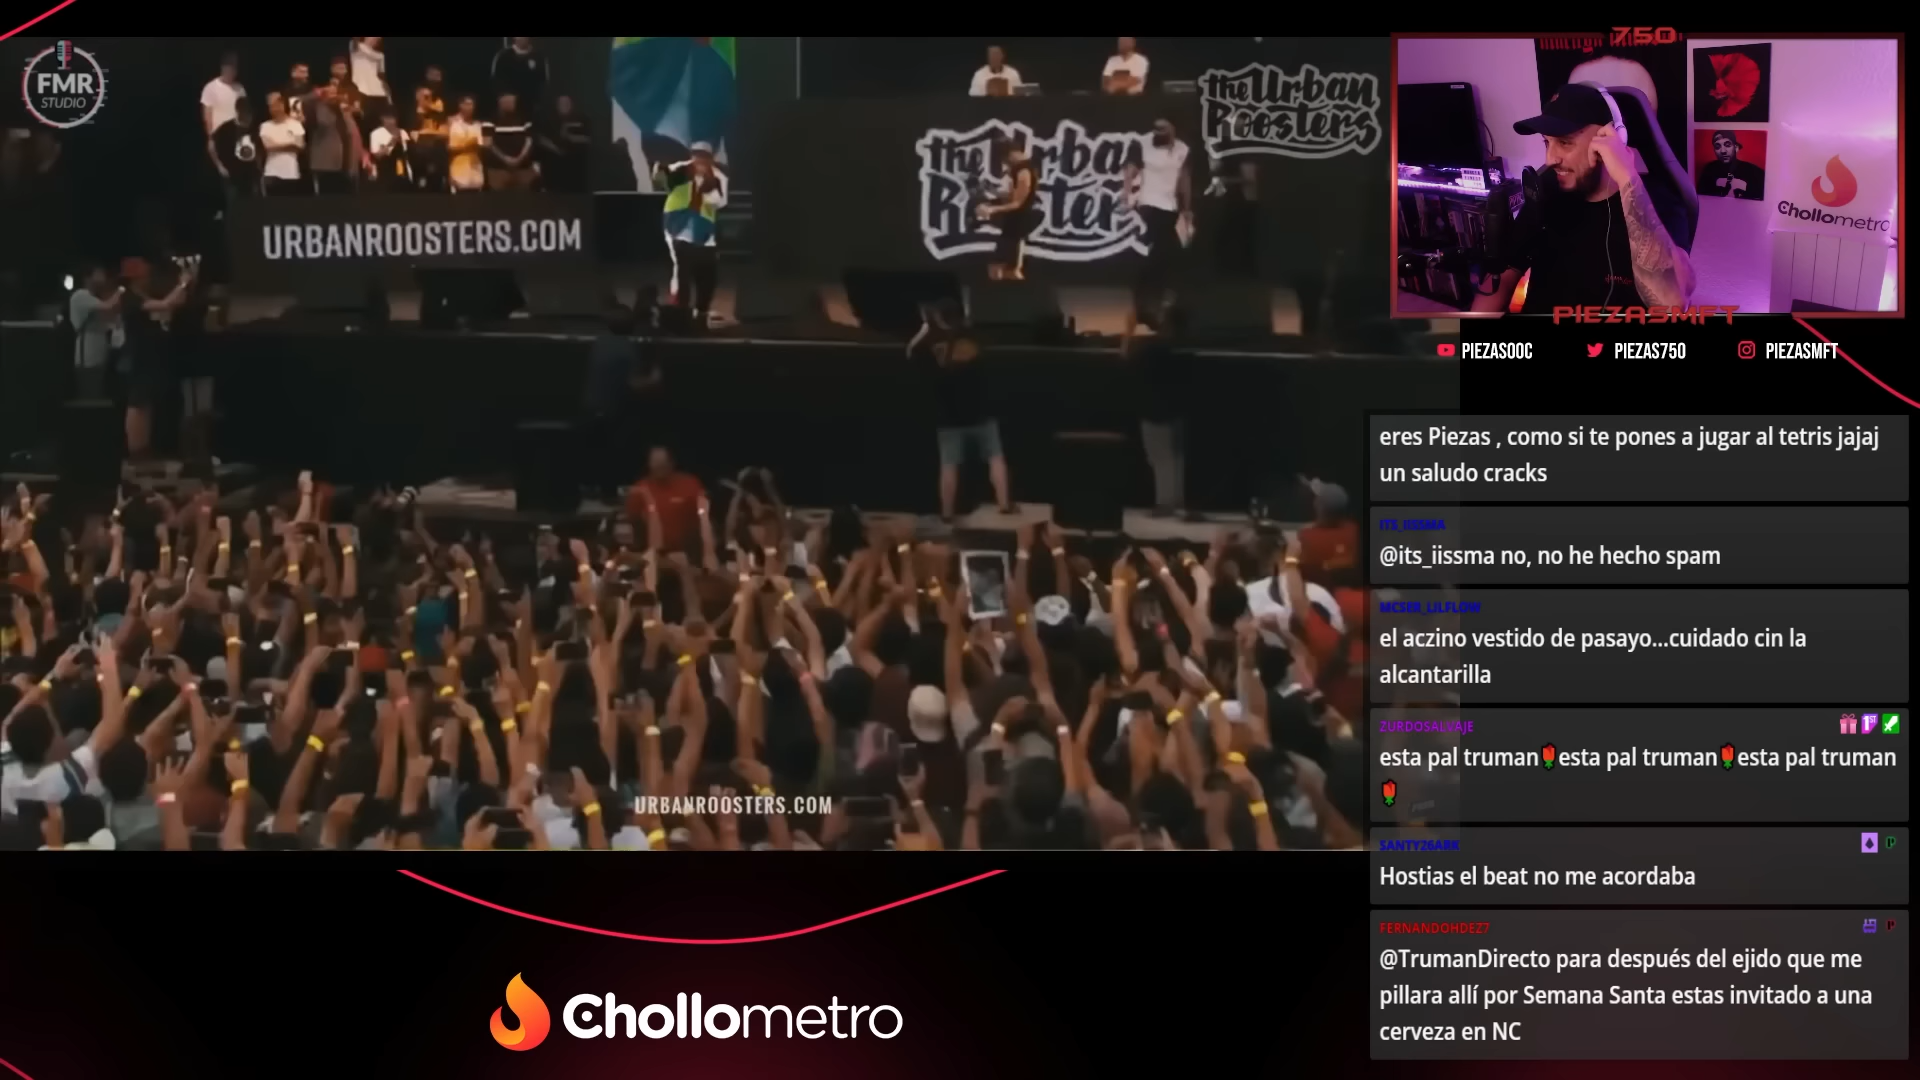 FMR
STUDIO
URBANROOSTERS.COM
the Urban
Roosters
the Urban
Roosters
URBANROOSTERS.COM
750
Chollometro
PIEZASMFT
PIEZASOOC
PIEZAS750
PIEZASMFT
eres Piezas , como si te pones a jugar al tetris jajaj
un saludo cracks
ITS_IISSMA
@its_iissma no, no he hecho spam
MCSER_LILFLOW
el aczino vestido de pasayo...cuidado cin la
alcantarilla
ZURDOSALVAJE
esta pal truman🌹esta pal truman🌹esta pal truman
🌹
SANTY26ARK
Hostias el beat no me acordaba
FERNANDOHDEZ7
@TrumanDirecto para después del ejido que me
pillara allí por Semana Santa estas invitado a una
cerveza en NC
Chollometro